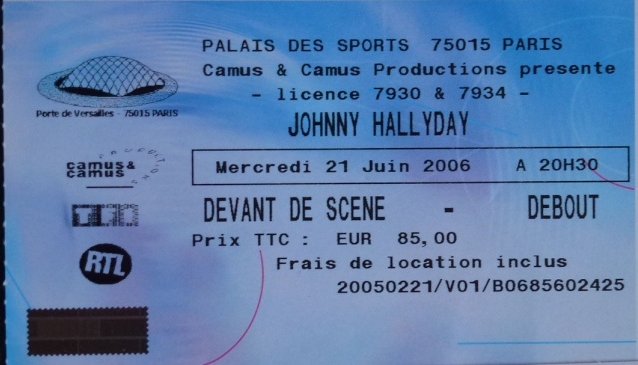 PALAIS DES SPORTS 75015 PARIS
Camus & Camus Productions presente
- licence 7930 & 7934 -
Porte de Versailles - 75015 PARIS
JOHNNY HALLYDAY
camus &
camus
Mercredi 21 Juin 2006 A 20H30
TF1
DEVANT DE SCENE - DEBOUT
Prix TTC : EUR 85,00
RTL
Frais de location inclus
20050221/V01/B0685602425